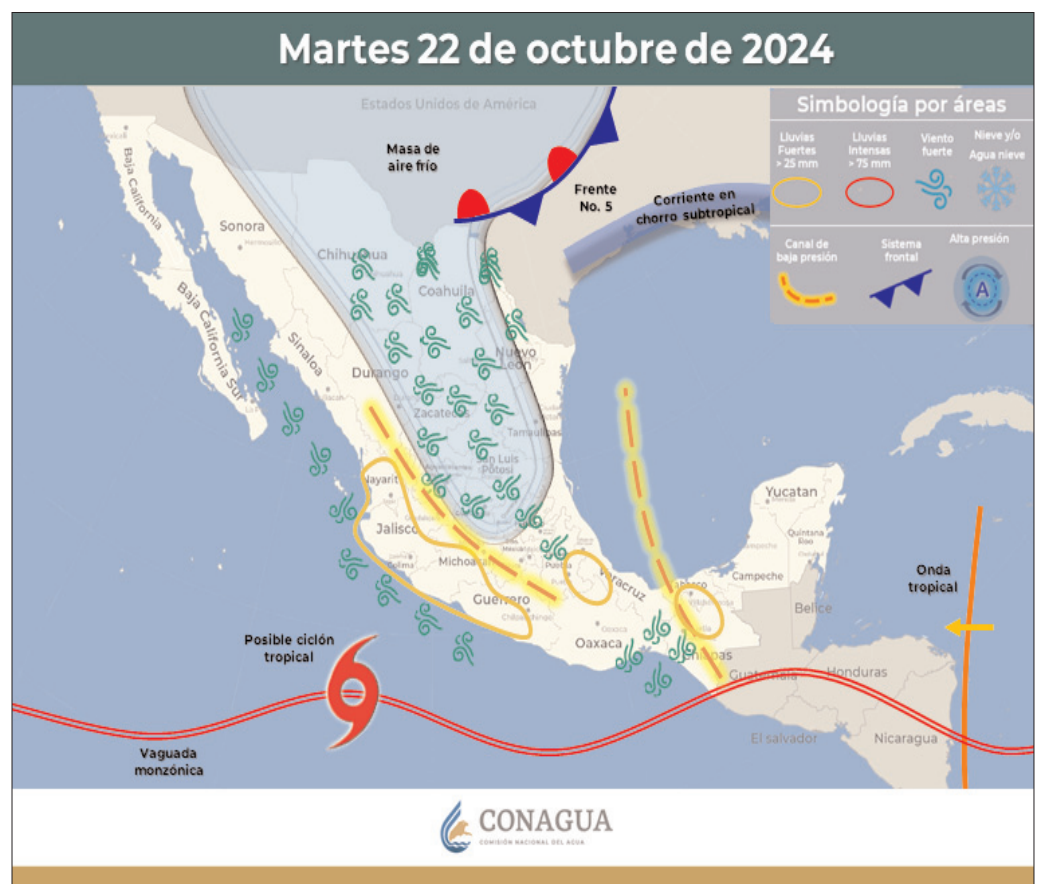 Martes 22 de octubre de 2024
Estados Unidos de América
Simbología por áreas
Lluvias
Fuertes
> 25 mm
Lluvias
Intensas
> 75 mm
Viento
fuerte
Nieve y/o
Agua nieve
Canal de
baja presión
Sistema
frontal
Alta presión
A
Masa de
aire frío
Frente
No. 5
Corriente en
chorro subtropical
Baja California
Sonora
Chihuahua
Coahuila
Baja California Sur
Sinaloa
Nuevo
León
Durango
Zacatecas
Tamaulipas
San Luis
Potosí
Nayarit
Jalisco
Colima
Michoacán
Guerrero
Puebla
Veracruz
Oaxaca
Tabasco
Chiapas
Yucatan
Quintana
Roo
Campeche
Belice
Guatemala
Honduras
El salvador
Nicaragua
Onda
tropical
Posible ciclón
tropical
Vaguada
monzónica
CONAGUA
COMISIÓN NACIONAL DEL AGUA